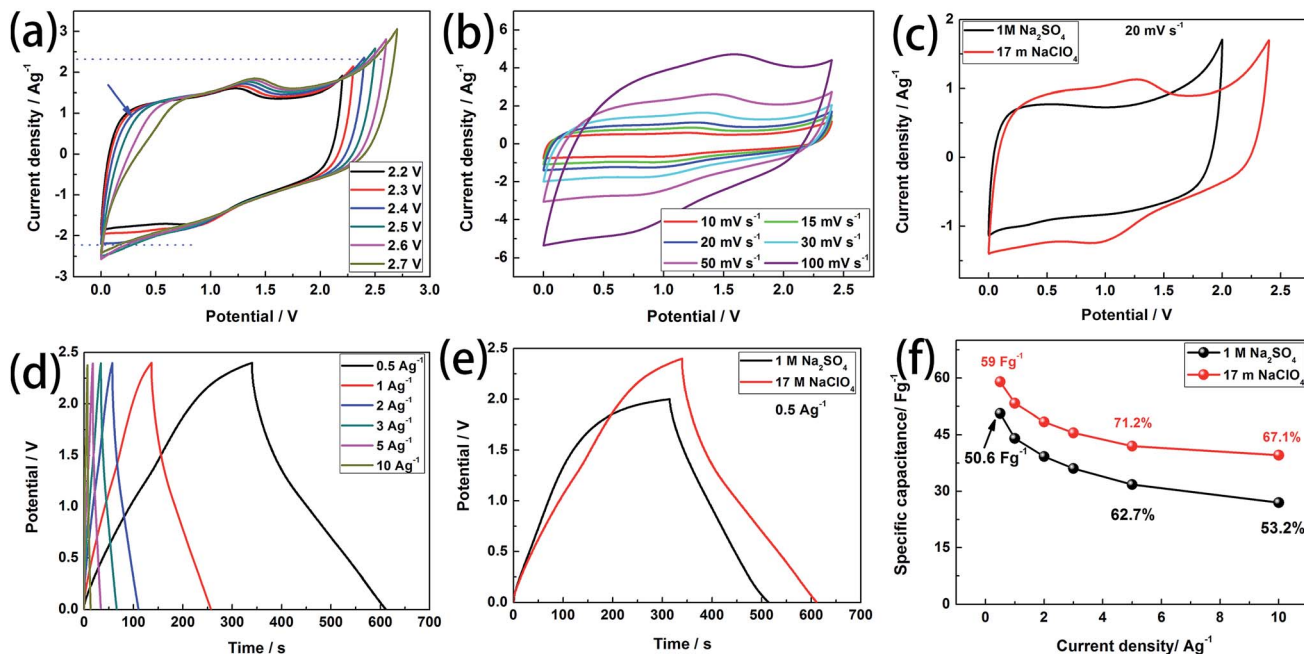 (a)
3
2
1
0
-1
-2
-3
Current density / Ag⁻¹
2.2 V
2.3 V
2.4 V
2.5 V
2.6 V
2.7 V
0.0 0.5 1.0 1.5 2.0 2.5 3.0
Potential / V
(b)
6
4
2
0
-2
-4
-6
Current density / Ag⁻¹
10 mV s⁻¹ 15 mV s⁻¹
20 mV s⁻¹ 30 mV s⁻¹
50 mV s⁻¹ 100 mV s⁻¹
0.0 0.5 1.0 1.5 2.0 2.5
Potential / V
(c)
2
1
0
-1
Current density / Ag⁻¹
1M Na₂SO₄
17 m NaClO₄
20 mV s⁻¹
0.0 0.5 1.0 1.5 2.0 2.5
Potential / V
(d)
2.5
2.0
1.5
1.0
0.5
0.0
Potential / V
0.5 Ag⁻¹
1 Ag⁻¹
2 Ag⁻¹
3 Ag⁻¹
5 Ag⁻¹
10 Ag⁻¹
0 100 200 300 400 500 600 700
Time / s
(e)
2.5
2.0
1.5
1.0
0.5
0.0
Potential / V
1 M Na₂SO₄
17 M NaClO₄
0.5 Ag⁻¹
0 100 200 300 400 500 600 700
Time / s
(f)
60
45
30
15
0
Specific capacitance/ Fg⁻¹
1 M Na₂SO₄
17 m NaClO₄
59 Fg⁻¹
71.2%
67.1%
50.6 Fg⁻¹
62.7%
53.2%
0 2 4 6 8 10
Current density/ Ag⁻¹